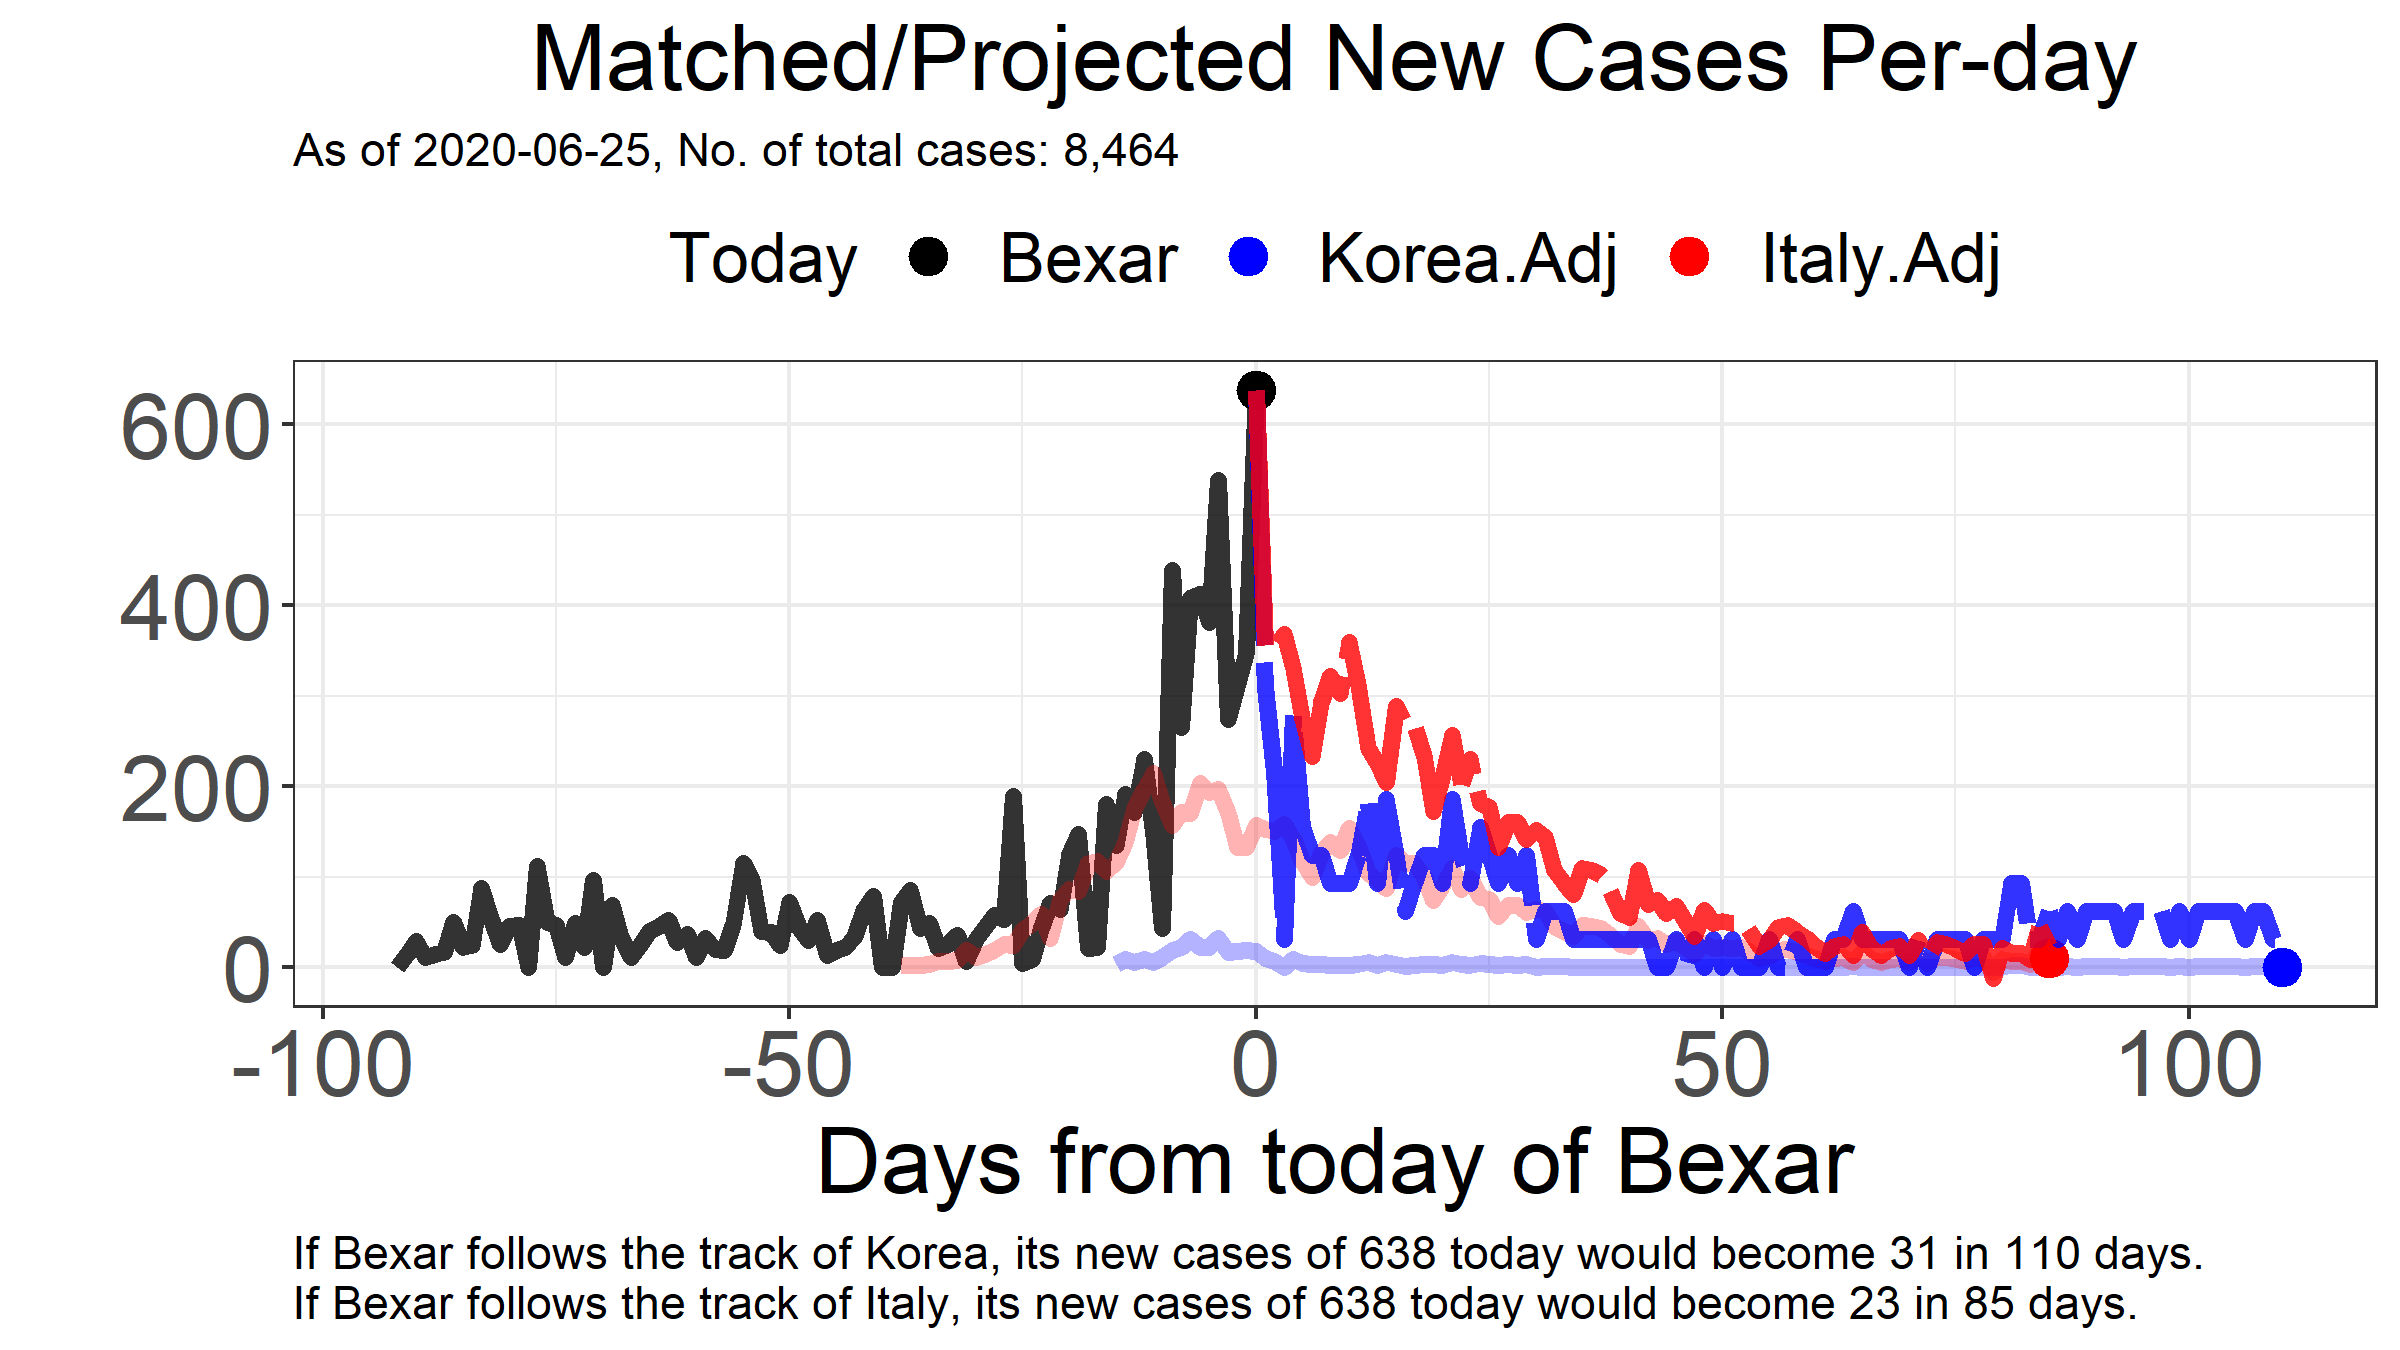 Matched/Projected New Cases Per-day
As of 2020-06-25, No. of total cases: 8,464
Today Bexar Korea.Adj Italy.Adj
600
400
200
0
-100 -50 0 50 100
Days from today of Bexar
If Bexar follows the track of Korea, its new cases of 638 today would become 31 in 110 days.
If Bexar follows the track of Italy, its new cases of 638 today would become 23 in 85 days.